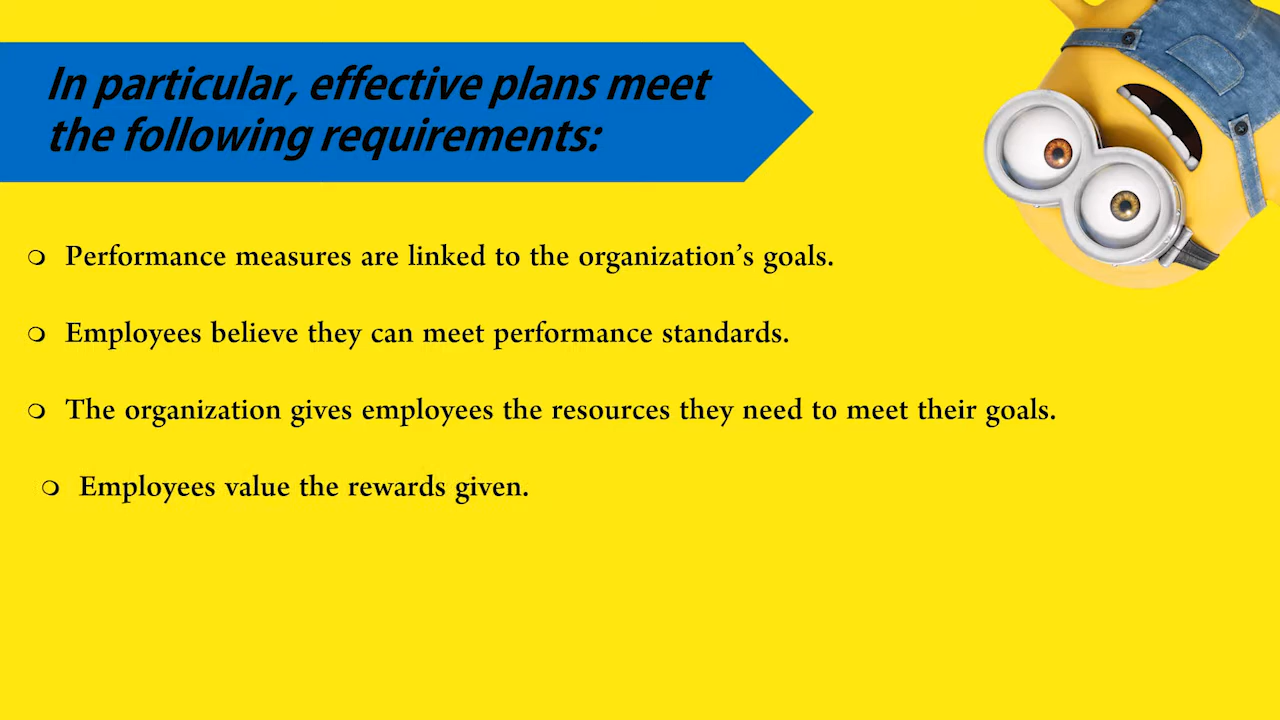 In particular, effective plans meet
the following requirements:
❍ Performance measures are linked to the organization’s goals.
❍ Employees believe they can meet performance standards.
❍ The organization gives employees the resources they need to meet their goals.
❍ Employees value the rewards given.